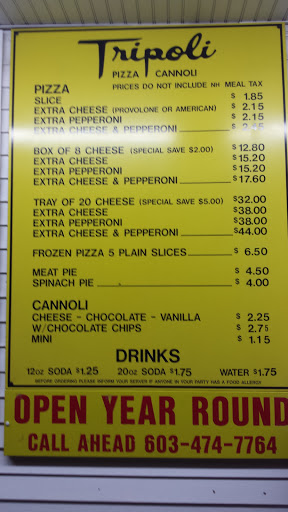 Tripoli
PIZZA CANNOLI
PIZZA PRICES DO NOT INCLUDE NH MEAL TAX
SLICE $ 1.85
EXTRA CHEESE (PROVOLONE OR AMERICAN) $ 2.15
EXTRA PEPPERONI $ 2.15
EXTRA CHEESE & PEPPERONI $
BOX OF 8 CHEESE (SPECIAL SAVE $2.00) $12.80
EXTRA CHEESE $15.20
EXTRA PEPPERONI $15.20
EXTRA CHEESE & PEPPERONI $17.60
TRAY OF 20 CHEESE (SPECIAL SAVE $5.00) $32.00
EXTRA CHEESE $38.00
EXTRA PEPPERONI $38.00
EXTRA CHEESE & PEPPERONI $44.00
FROZEN PIZZA 5 PLAIN SLICES $ 6.50
MEAT PIE $ 4.50
SPINACH PIE $ 4.00
CANNOLI
CHEESE - CHOCOLATE - VANILLA $ 2.25
W/CHOCOLATE CHIPS $ 2.75
MINI $ 1.15
DRINKS
12oz SODA $1.25 20oz SODA $1.75 WATER $1.75
BEFORE ORDERING PLEASE INFORM YOUR SERVER IF ANYONE IN YOUR PARTY HAS A FOOD ALLERGY
OPEN YEAR ROUND
CALL AHEAD 603-474-7764